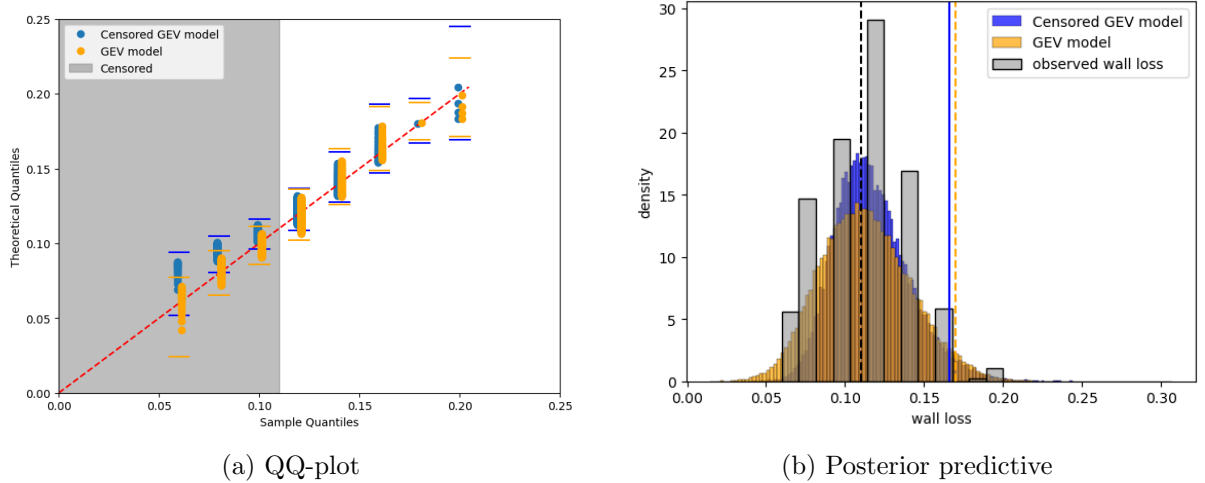 0.25
0.20
0.15
0.10
0.05
0.00
Theoretical Quantiles
Censored GEV model
GEV model
Censored
0.00 0.05 0.10 0.15 0.20 0.25
Sample Quantiles
(a) QQ-plot
30
25
20
15
10
5
0
density
Censored GEV model
GEV model
observed wall loss
0.00 0.05 0.10 0.15 0.20 0.25 0.30
wall loss
(b) Posterior predictive